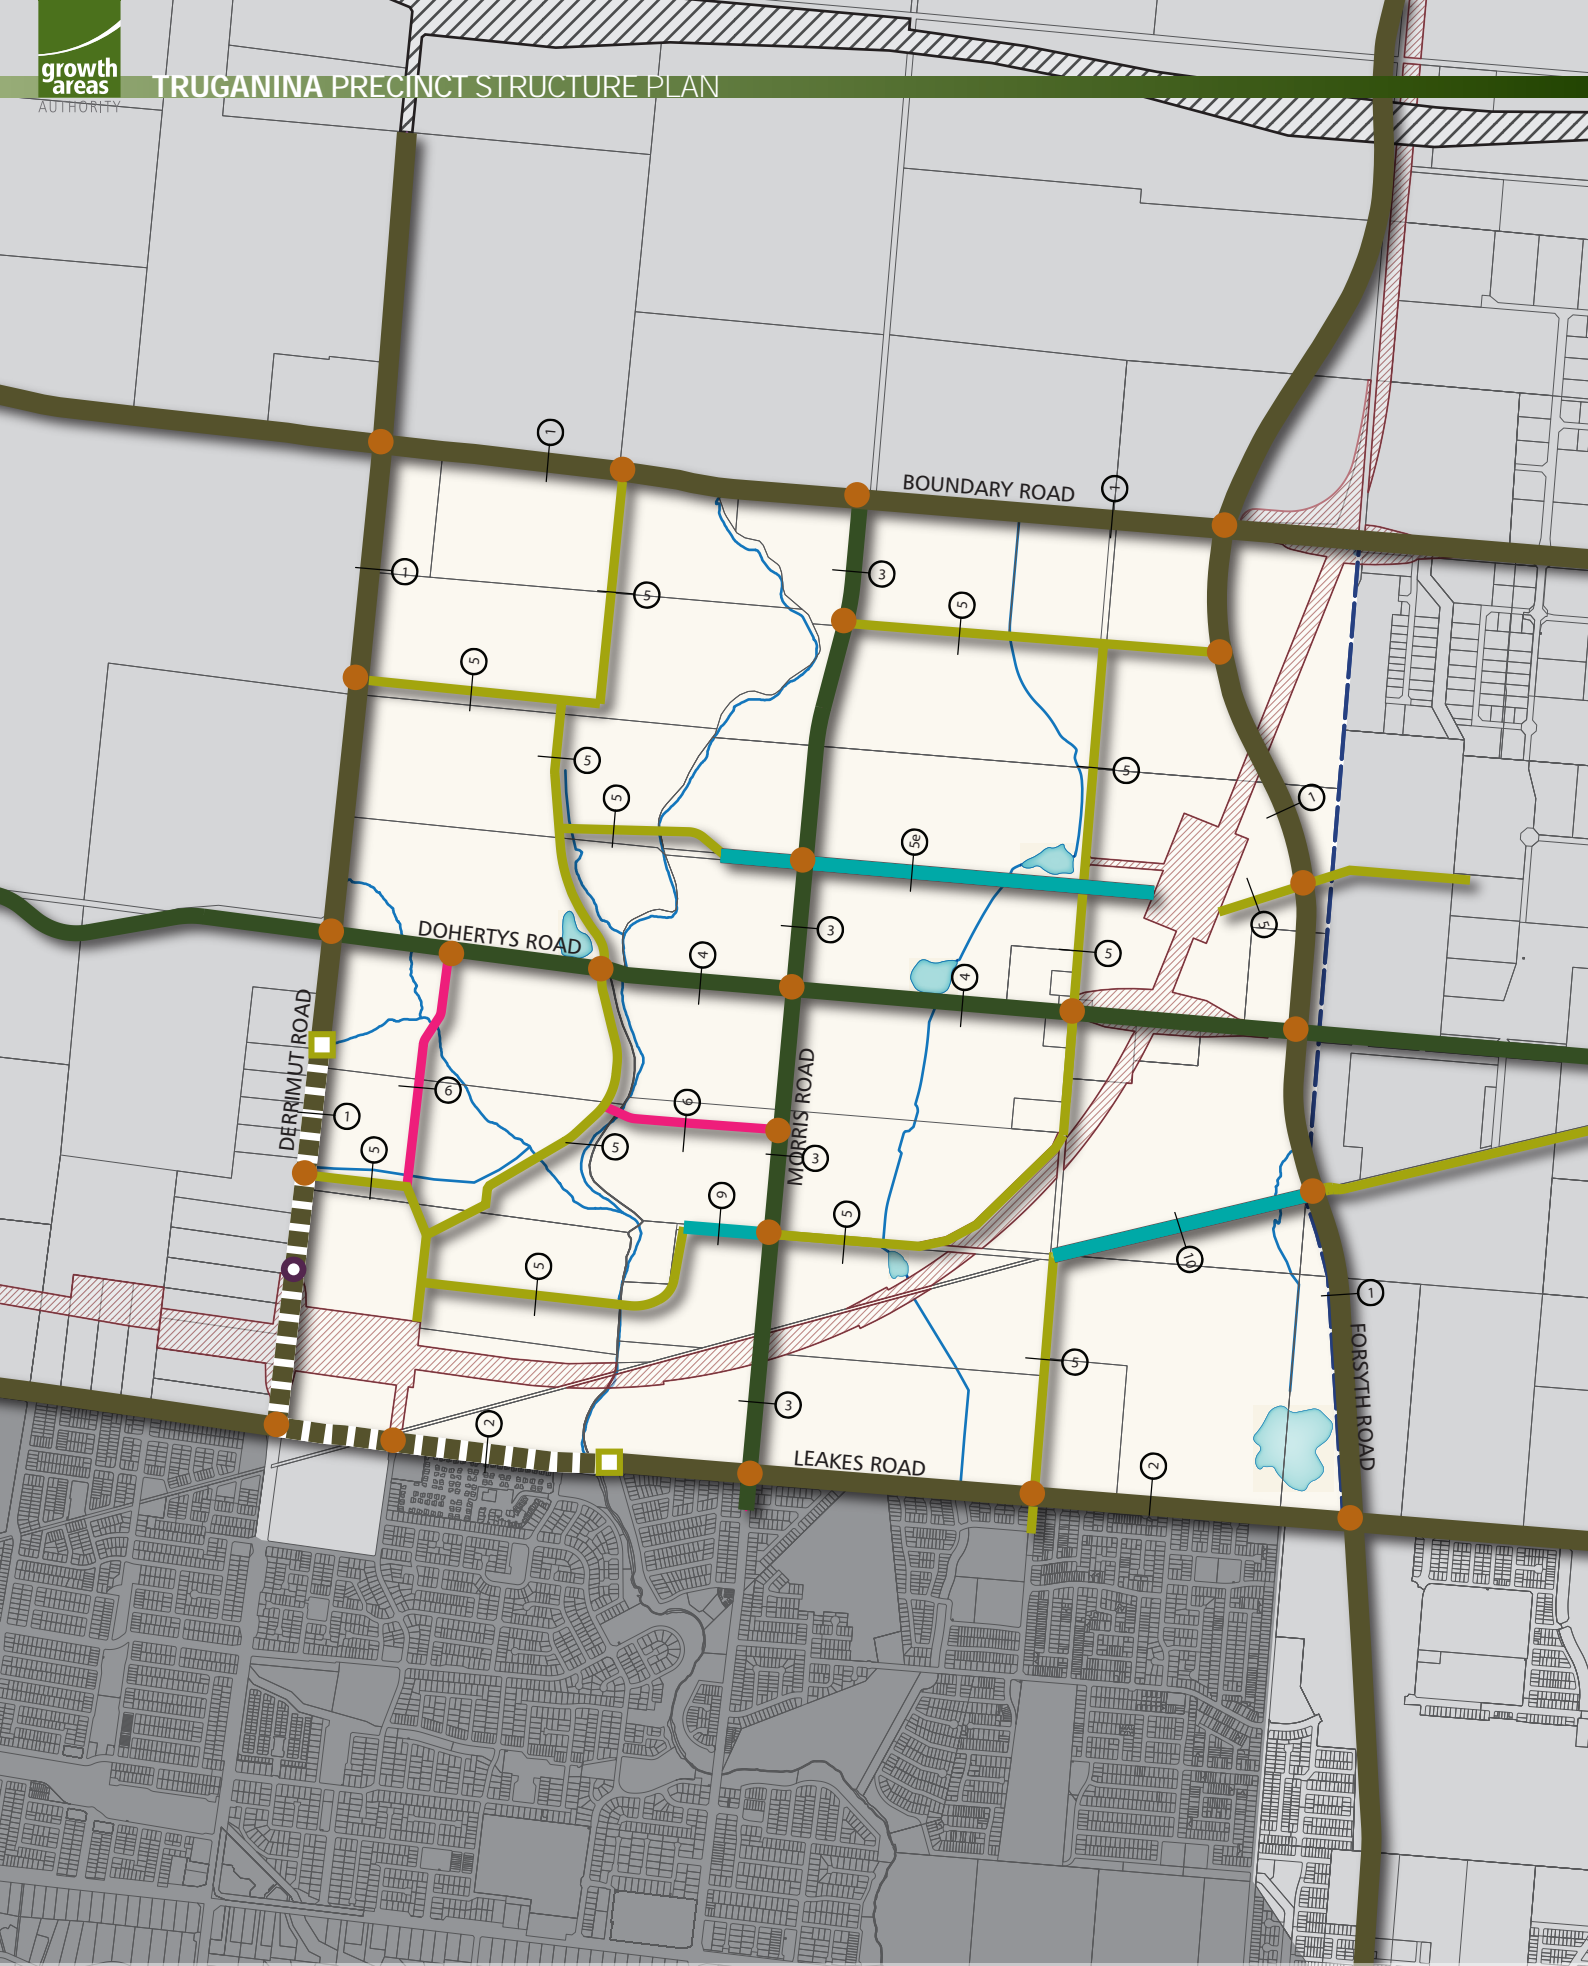 growth
areas
AUTHORITY
TRUGANINA PRECINCT STRUCTURE PLAN
1
BOUNDARY ROAD
1
1
5
3
5
5
5
5
1
5
5e
DOHERTYS ROAD
4
3
5
5
4
DERRIMUT ROAD
6
1
6
MORRIS ROAD
5
5
3
9
5
10
5
1
FORSYTH ROAD
5
3
2
LEAKES ROAD
2
1